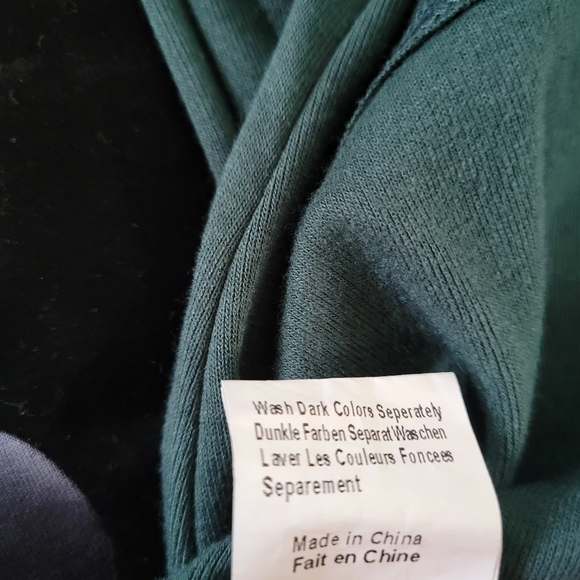 Wash Dark Colors Seperately
Dunkle Farben Separat Waschen
Laver Les Couleurs Foncees
Separement
Made in China
Fait en Chine